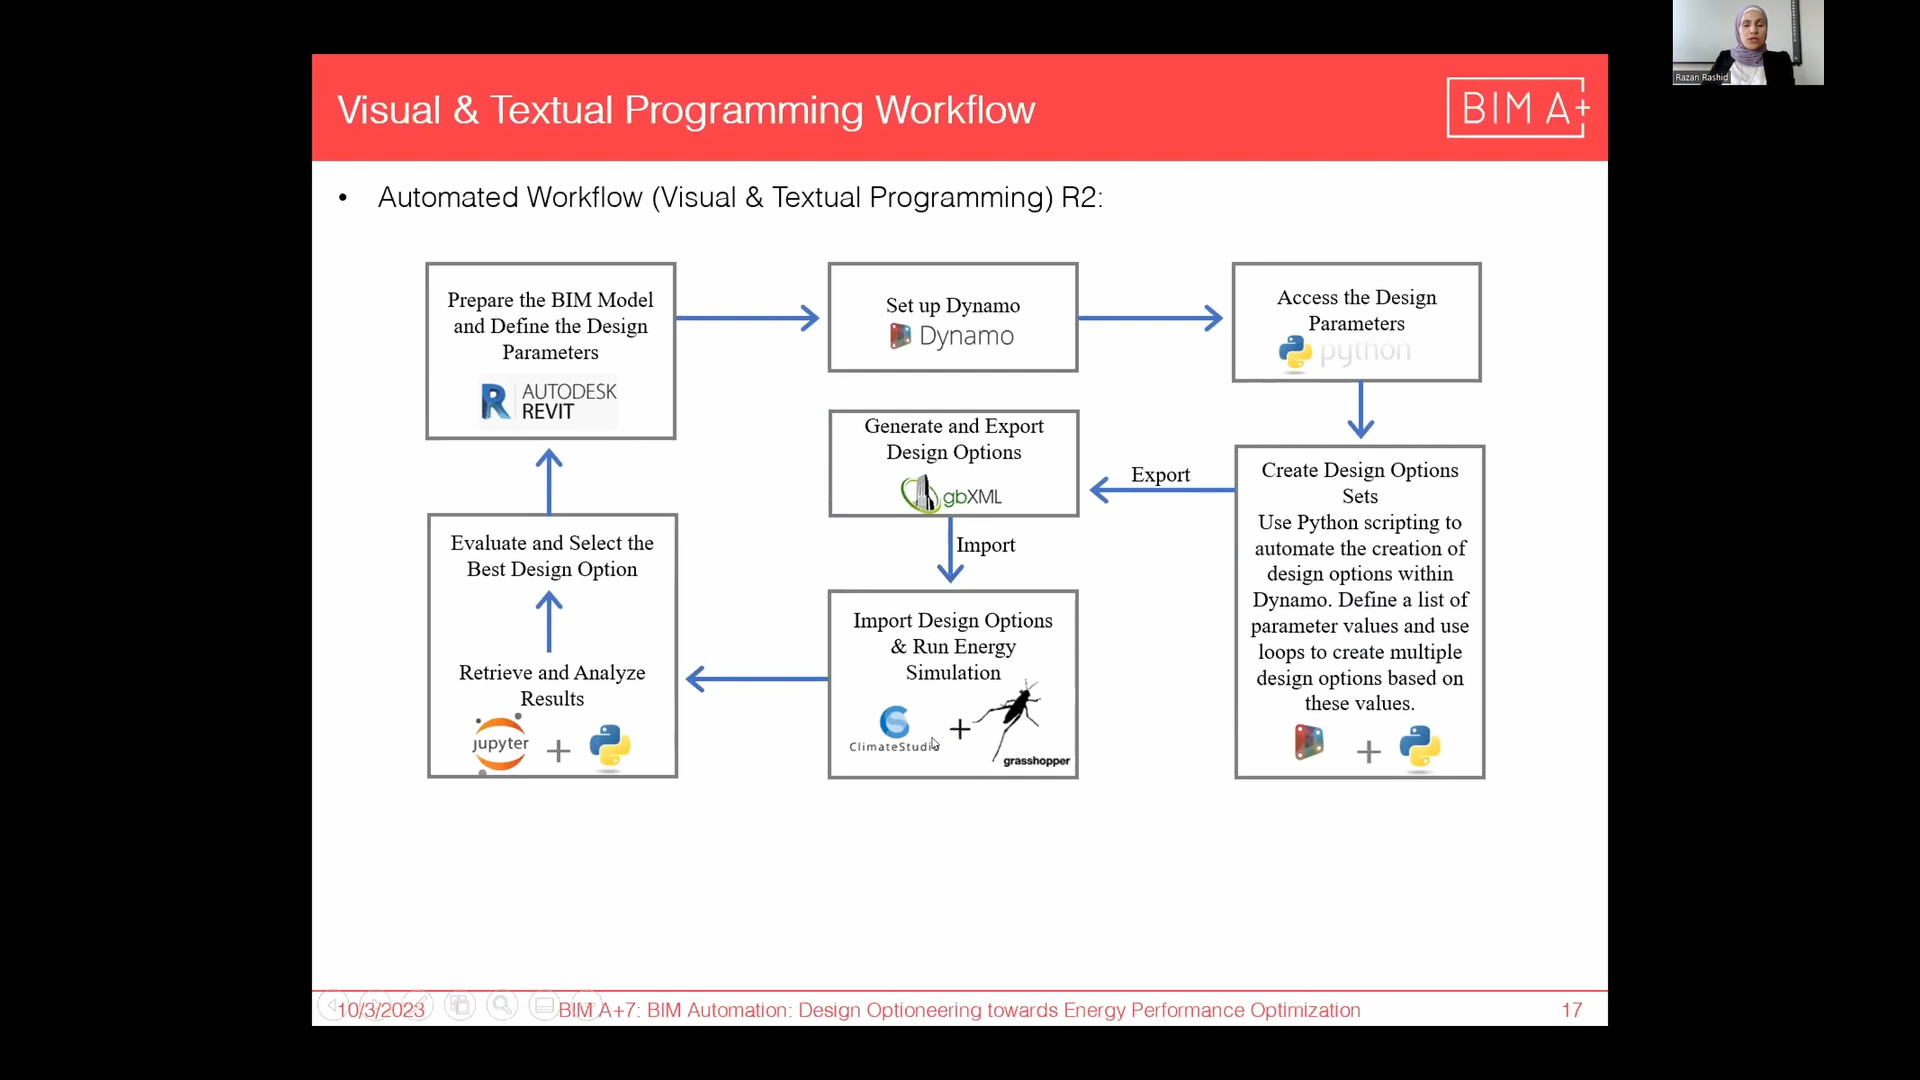 Razan Rashid
Visual & Textual Programming Workflow
BIM A+
• Automated Workflow (Visual & Textual Programming) R2:
Prepare the BIM Model
and Define the Design
Parameters
AUTODESK
REVIT
Set up Dynamo
Dynamo
Access the Design
Parameters
python
Create Design Options
Sets
Use Python scripting to
automate the creation of
design options within
Dynamo. Define a list of
parameter values and use
loops to create multiple
design options based on
these values.
+
Export
Generate and Export
Design Options
gbXML
Import
Import Design Options
& Run Energy
Simulation
ClimateStudio
+
grasshopper
Evaluate and Select the
Best Design Option
Retrieve and Analyze
Results
jupyter
+
10/3/2023
BIM A+7: BIM Automation: Design Optioneering towards Energy Performance Optimization
17